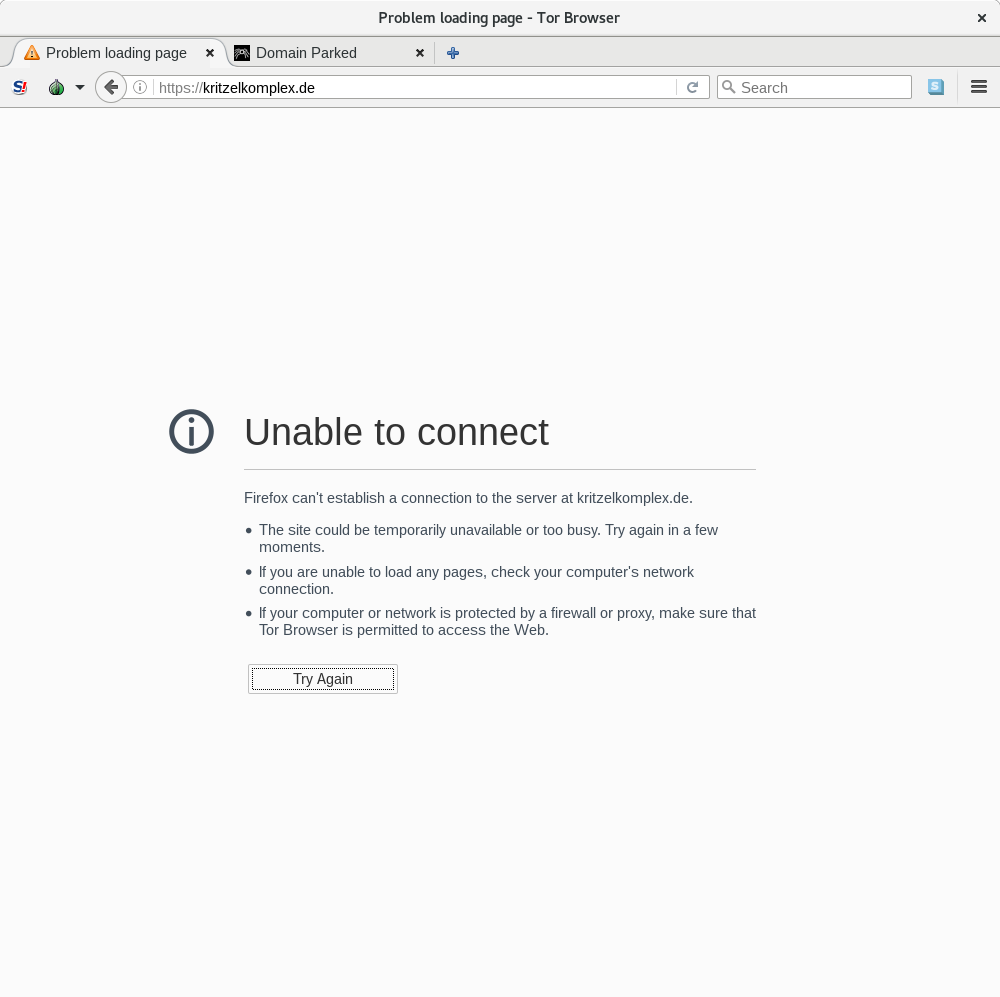 Problem loading page - Tor Browser
Problem loading page
Domain Parked
S!
https://kritzelkomplex.de
Search
S
Unable to connect
Firefox can't establish a connection to the server at kritzelkomplex.de.
The site could be temporarily unavailable or too busy. Try again in a few
moments.
If you are unable to load any pages, check your computer's network
connection.
If your computer or network is protected by a firewall or proxy, make sure that
Tor Browser is permitted to access the Web.
Try Again